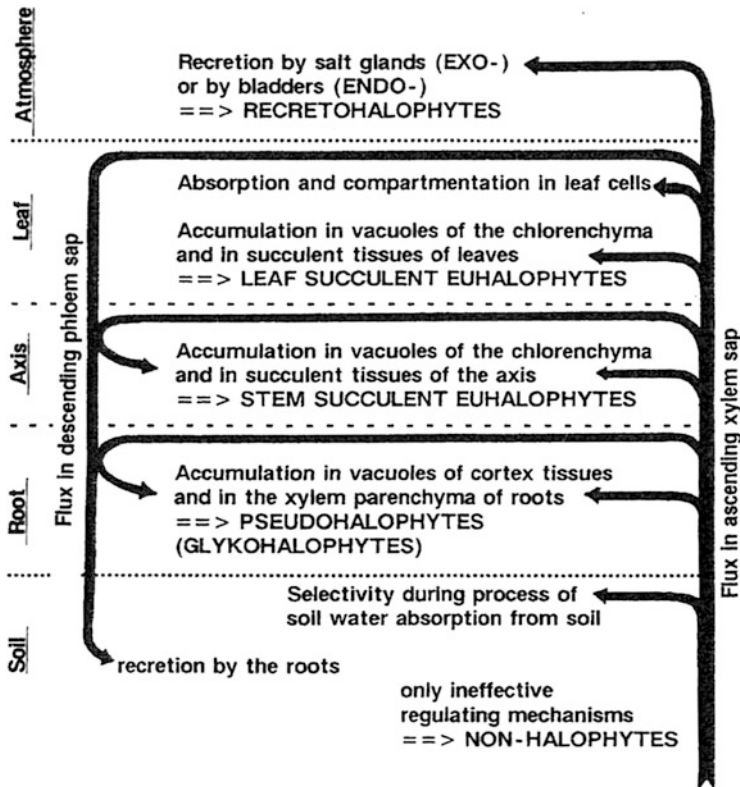 Atmosphere
Recretion by salt glands (EXO-)
or by bladders (ENDO-)
==> RECRETOHALOPHYTES
Leaf
Absorption and compartmentation in leaf cells
Accumulation in vacuoles of the chlorenchyma
and in succulent tissues of leaves
==> LEAF SUCCULENT EUHALOPHYTES
Axis
Accumulation in vacuoles of the chlorenchyma
and in succulent tissues of the axis
==> STEM SUCCULENT EUHALOPHYTES
Root
Accumulation in vacuoles of cortex tissues
and in the xylem parenchyma of roots
==> PSEUDOHALOPHYTES
(GLYKOHALOPHYTES)
Soil
Selectivity during process of
soil water absorption from soil
recretion by the roots
only ineffective
regulating mechanisms
==> NON-HALOPHYTES
Flux in descending phloem sap
Flux in ascending xylem sap